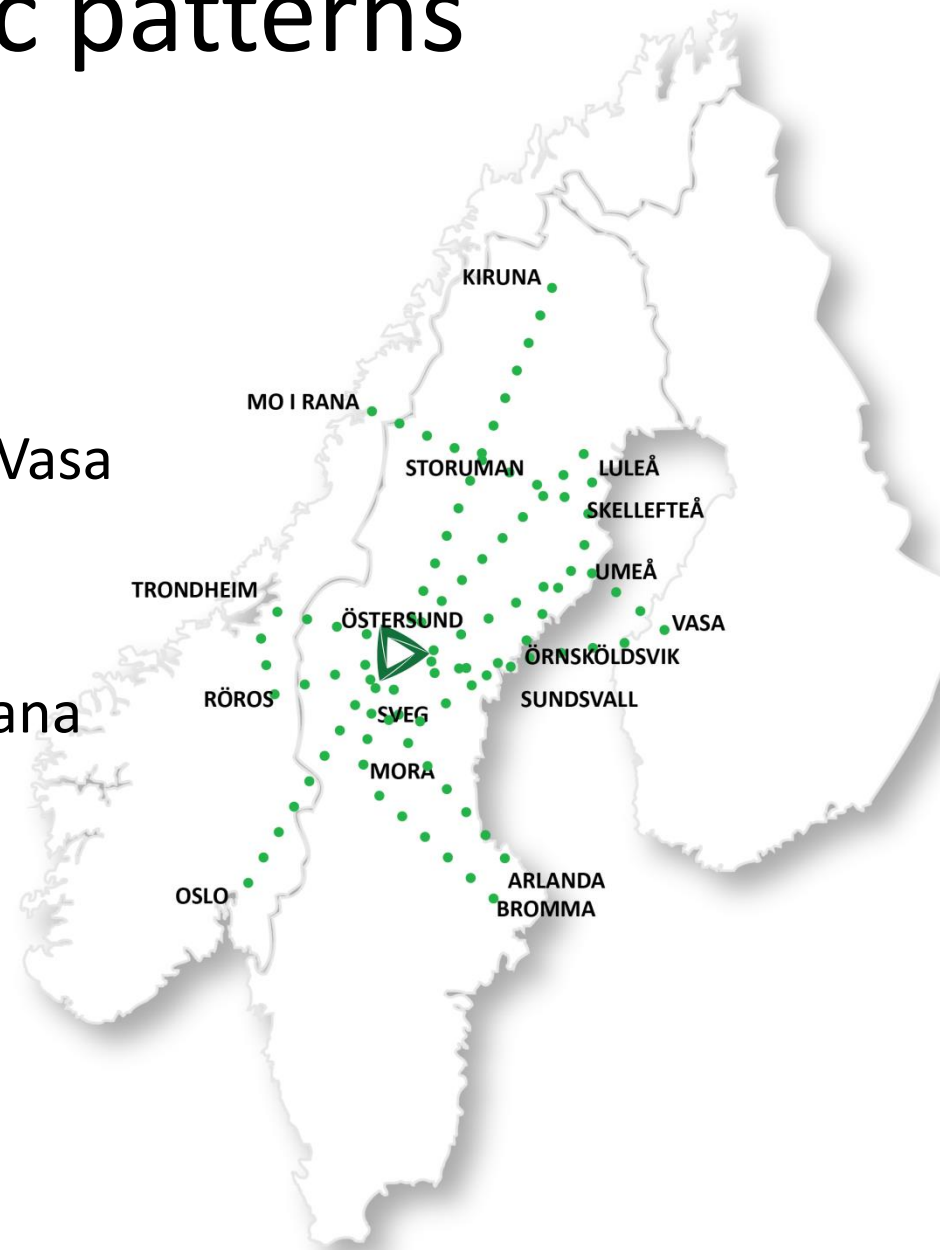 c patterns
KIRUNA
MO I RANA
Vasa
STORUMAN
LULEÅ
SKELLEFTEÅ
UMEÅ
TRONDHEIM
ÖSTERSUND
VASA
ÖRNSKÖLDSVIK
RÖROS
SUNDSVALL
ana
SVEG
MORA
ARLANDA
OSLO
BROMMA